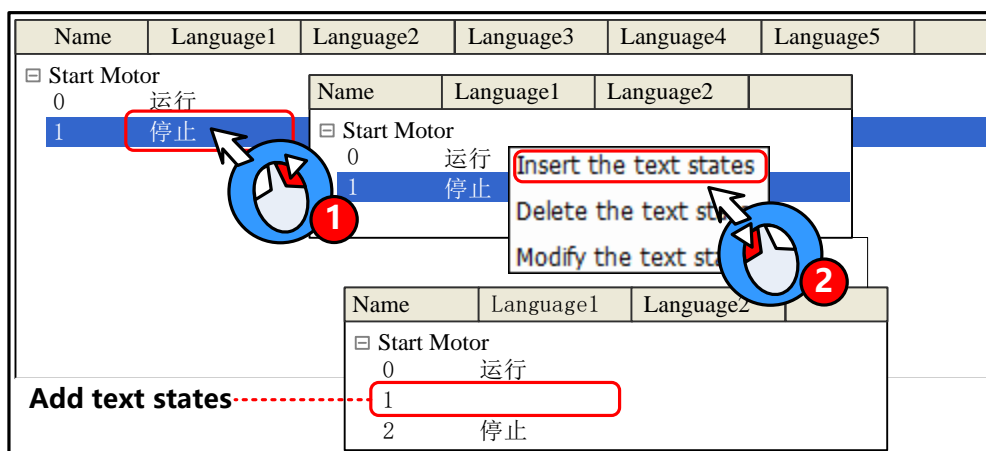 Name Language1 Language2 Language3 Language4 Language5
Start Motor
0 运行
1 停止
1
Name Language1 Language2
Start Motor
0 运行
1 停止
Insert the text states
Delete the text
Modify the text
2
Name Language1 Language2
Start Motor
0 运行
1
2 停止
Add text states